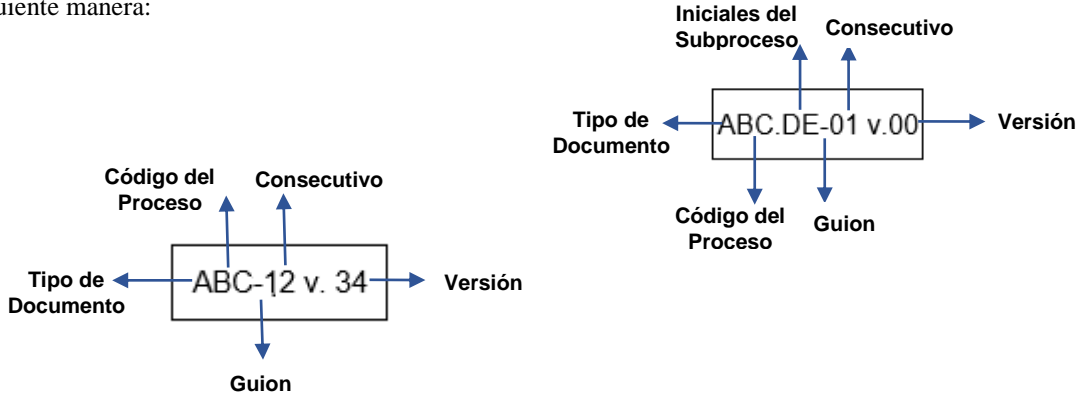 uiente manera:
Iniciales del
Subproceso
Consecutivo
Tipo de
Documento
ABC.DE-01 v.00
Versión
Código del
Proceso
Guion
Código del
Proceso
Consecutivo
Tipo de
Documento
ABC-12 v. 34
Versión
Guion